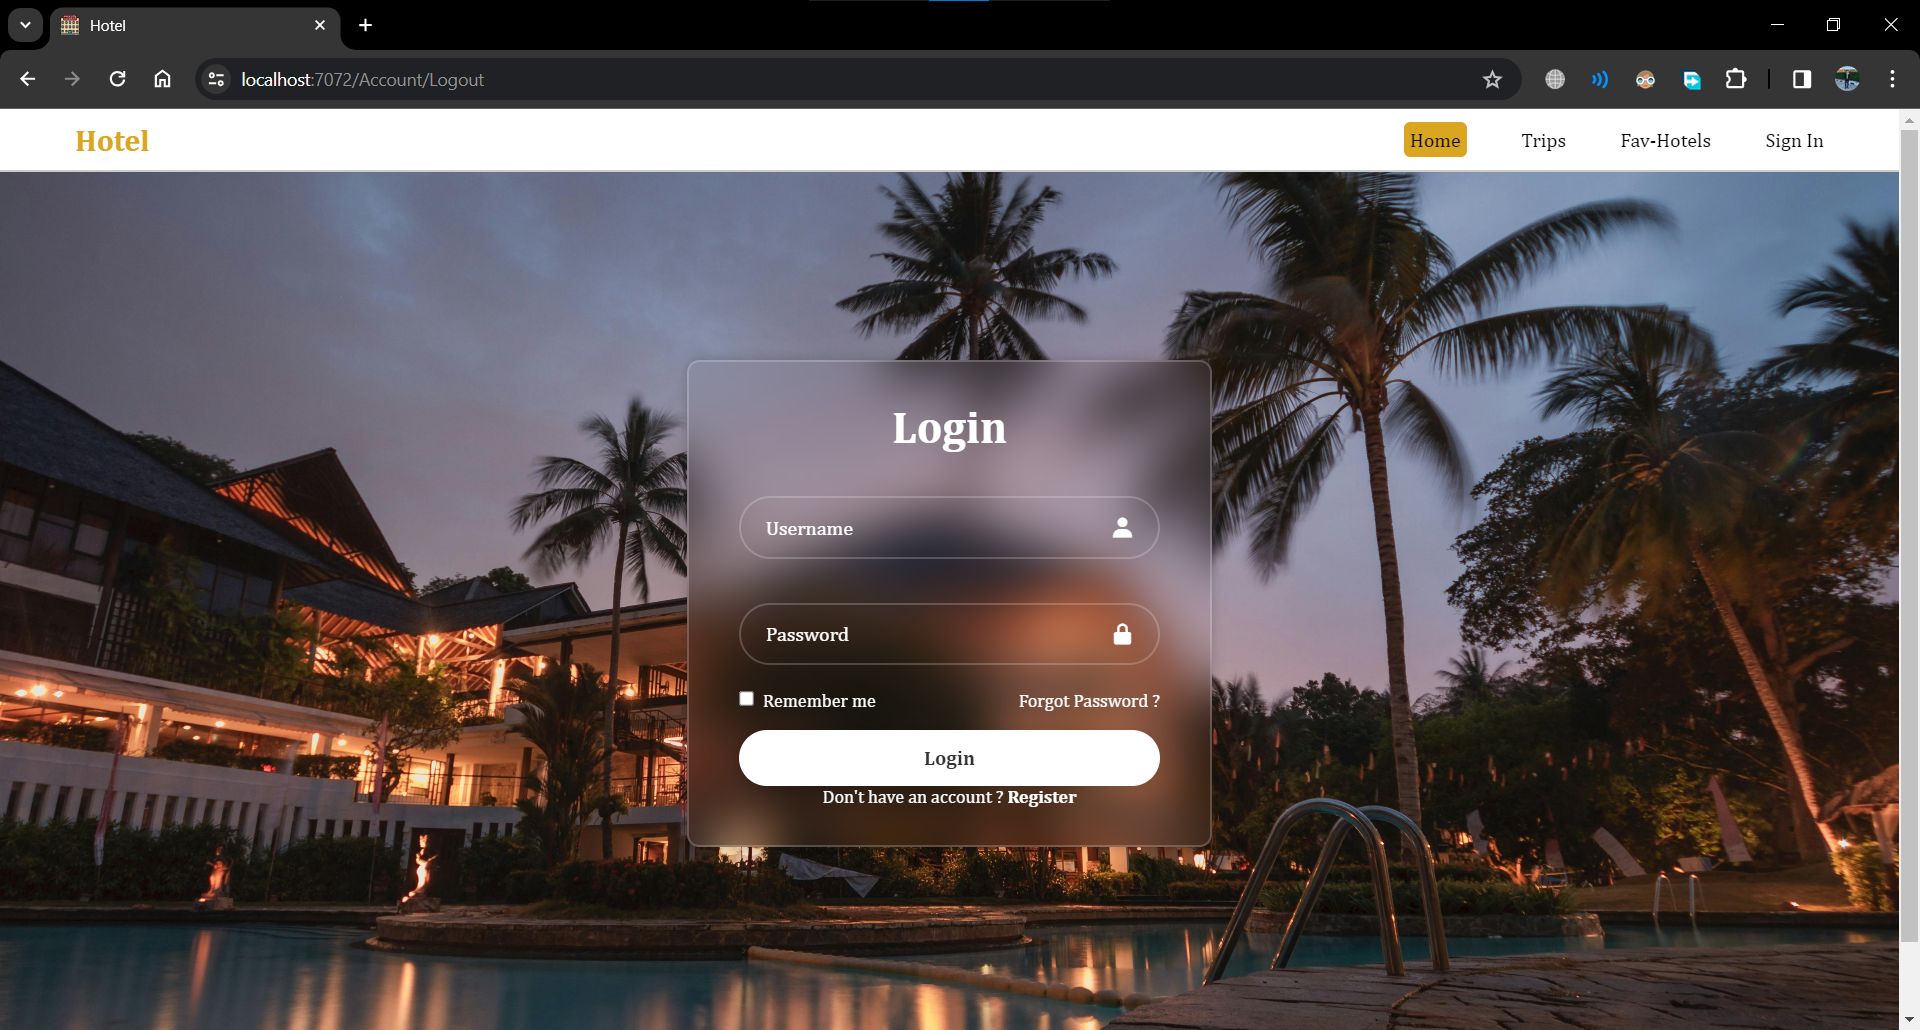 Hotel
localhost:7072/Account/Logout
Hotel
Home Trips Fav-Hotels Sign In
Login
Username
Password
Remember me Forgot Password ?
Login
Don't have an account ? Register